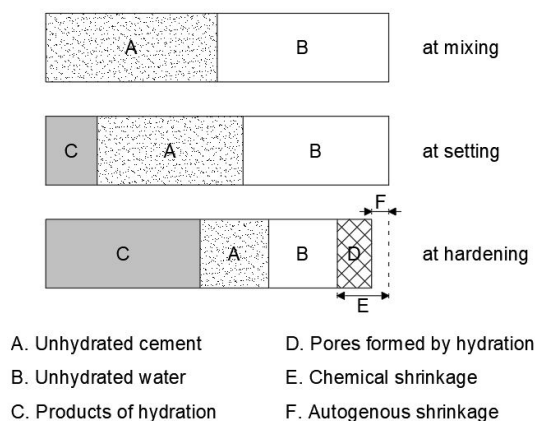 A B at mixing
C A B at setting
F
C A B D at hardening
E
A. Unhydrated cement D. Pores formed by hydration
B. Unhydrated water E. Chemical shrinkage
C. Products of hydration F. Autogenous shrinkage